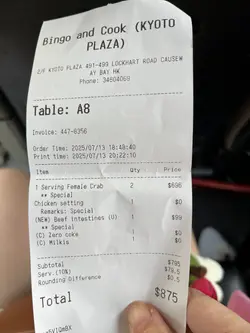 Bingo and Cook (KYOTO
PLAZA)
2/F KYOTO PLAZA 491-499 LOCKHART ROAD CAUSEW
AY BAY HK
Phone: 34604060
Table: A8
Invoice: 447-8356
Order Time: 2025/07/13 18:49:40
Print time: 2025/07/13 20:22:10
Item Qty Price
1 Serving Female Crab 2 $696
** Special
Chicken setting 1 $0
Remarks: Special
(NEW) Beef intestines (U) 1 $99
** Special
(C) Zero coke 1 $0
(C) Milkis 1 $0
Subtotal $795
Serv.(10%) $79.5
Rounding Difference $0.5
Total $875